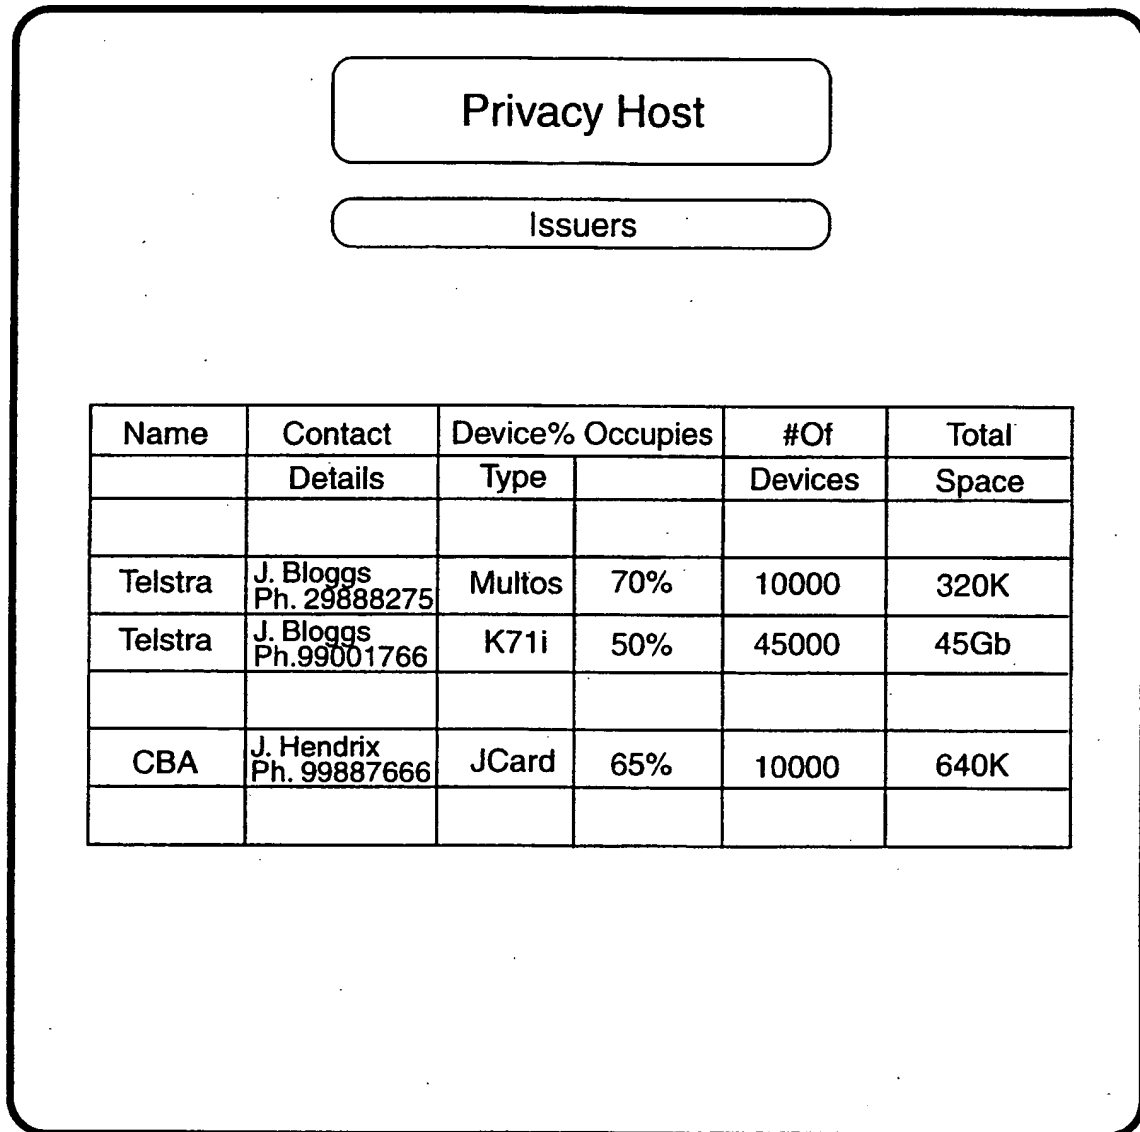 Privacy Host
Issuers
Name Contact Device% Occupies #Of Total
Details Type Devices Space
Telstra J. Bloggs Ph. 29888275 Multos 70% 10000 320K
Telstra J. Bloggs Ph.99001766 K71i 50% 45000 45Gb
CBA J. Hendrix Ph. 99887666 JCard 65% 10000 640K